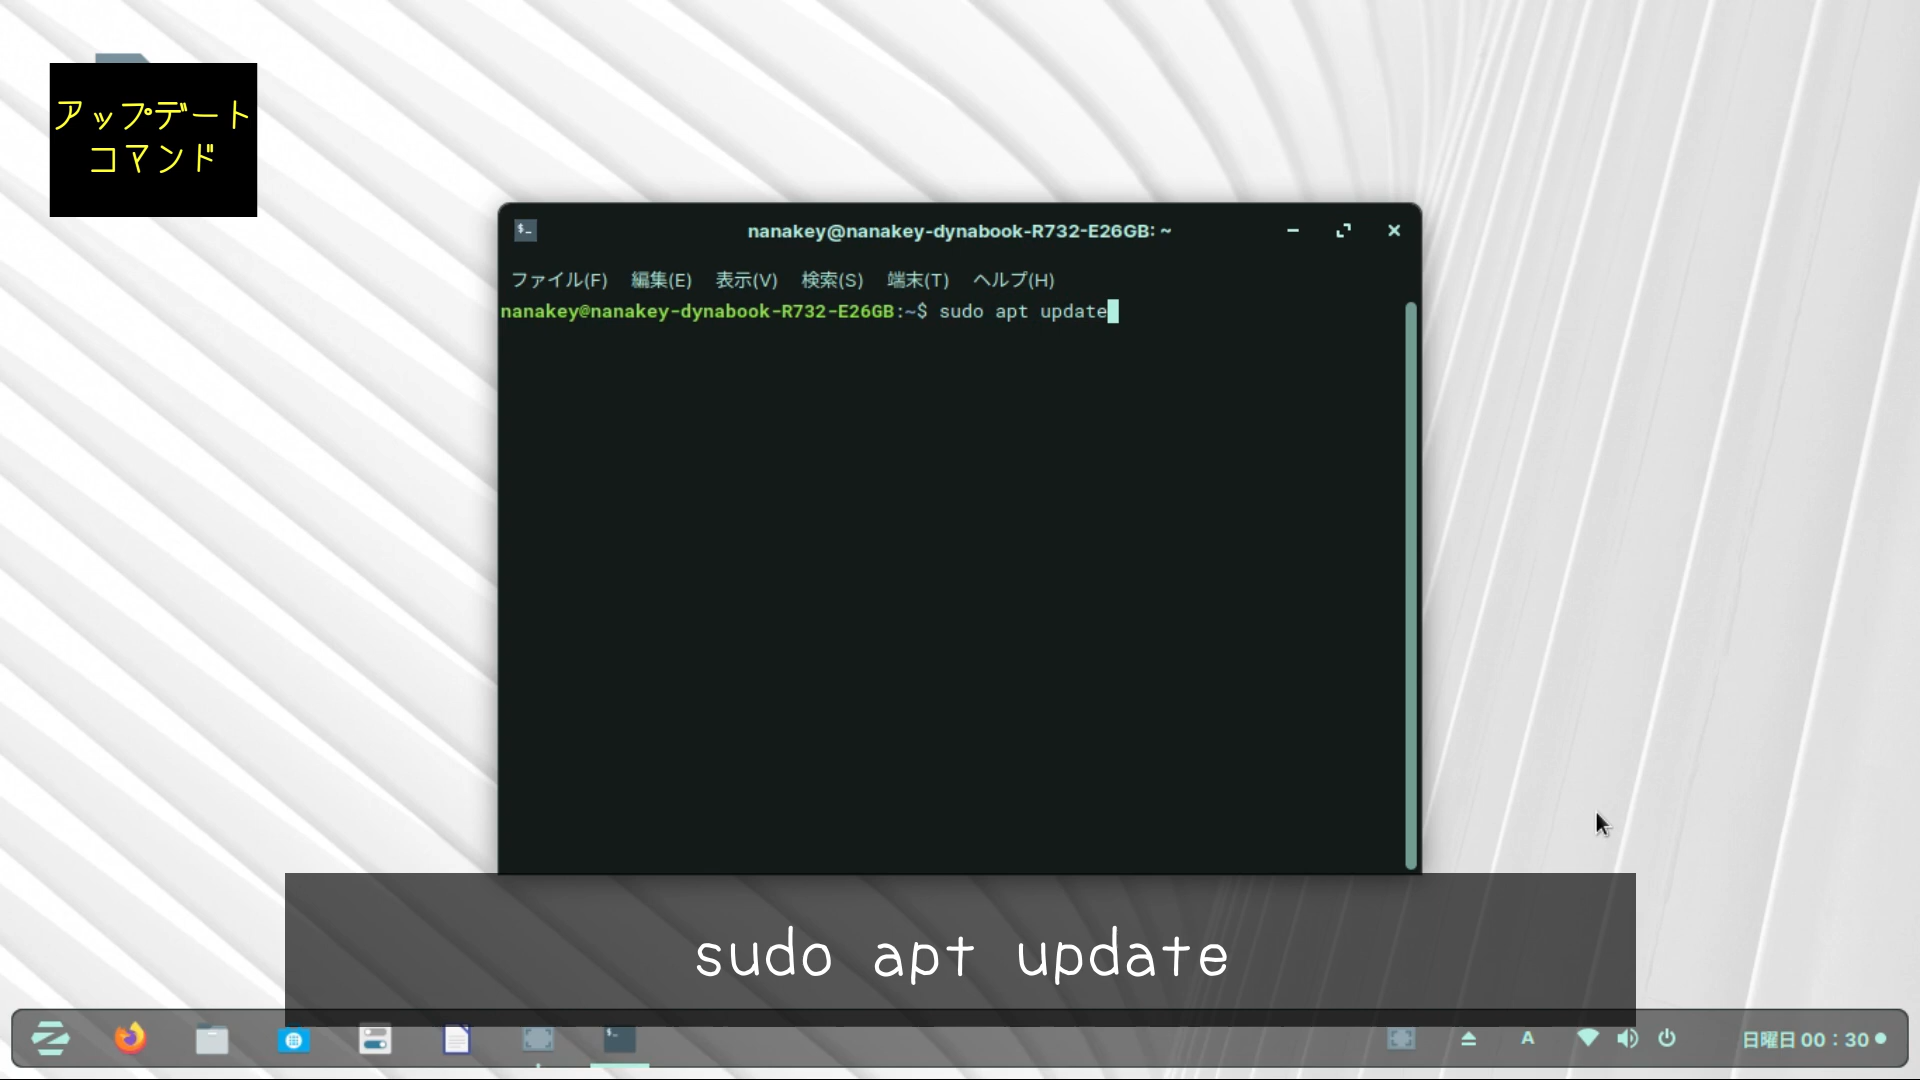 アップデート
コマンド
nanakey@nanakey-dynabook-R732-E26GB: ~
ファイル(F) 編集(E) 表示(V) 検索(S) 端末(T) ヘルプ(H)
nanakey@nanakey-dynabook-R732-E26GB:~$ sudo apt update
sudo apt update
A
日曜日 00：30